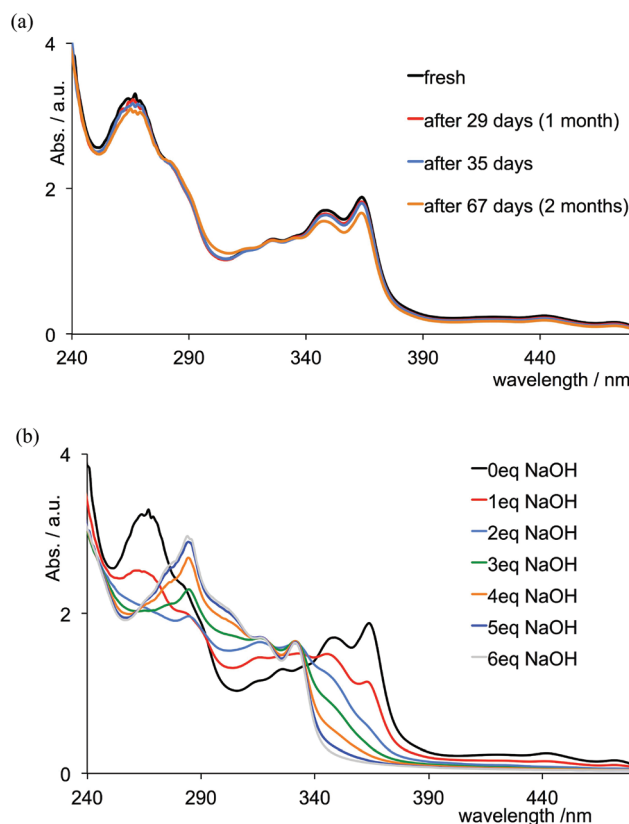 (a)
4
2
0
Abs. / a.u.
fresh
after 29 days (1 month)
after 35 days
after 67 days (2 months)
240
290
340
390
440
wavelength / nm
(b)
4
2
0
Abs. / a.u.
0eq NaOH
1eq NaOH
2eq NaOH
3eq NaOH
4eq NaOH
5eq NaOH
6eq NaOH
240
290
340
390
440
wavelength /nm